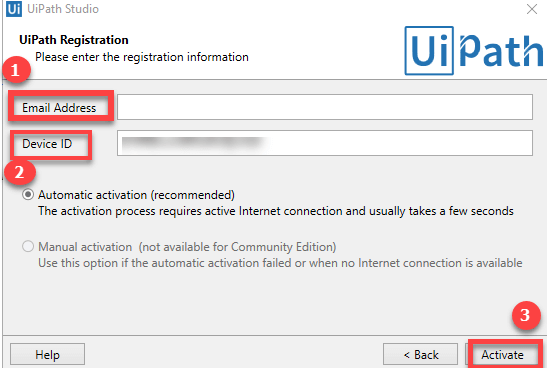 Ui UiPath Studio
UiPath Registration
Please enter the registration information
UiPath
1
Email Address
Device ID
2
Automatic activation (recommended)
The activation process requires active Internet connection and usually takes a few seconds
Manual activation (not available for Community Edition)
Use this option if the automatic activation failed or when no Internet connection is available
3
Help
< Back
Activate